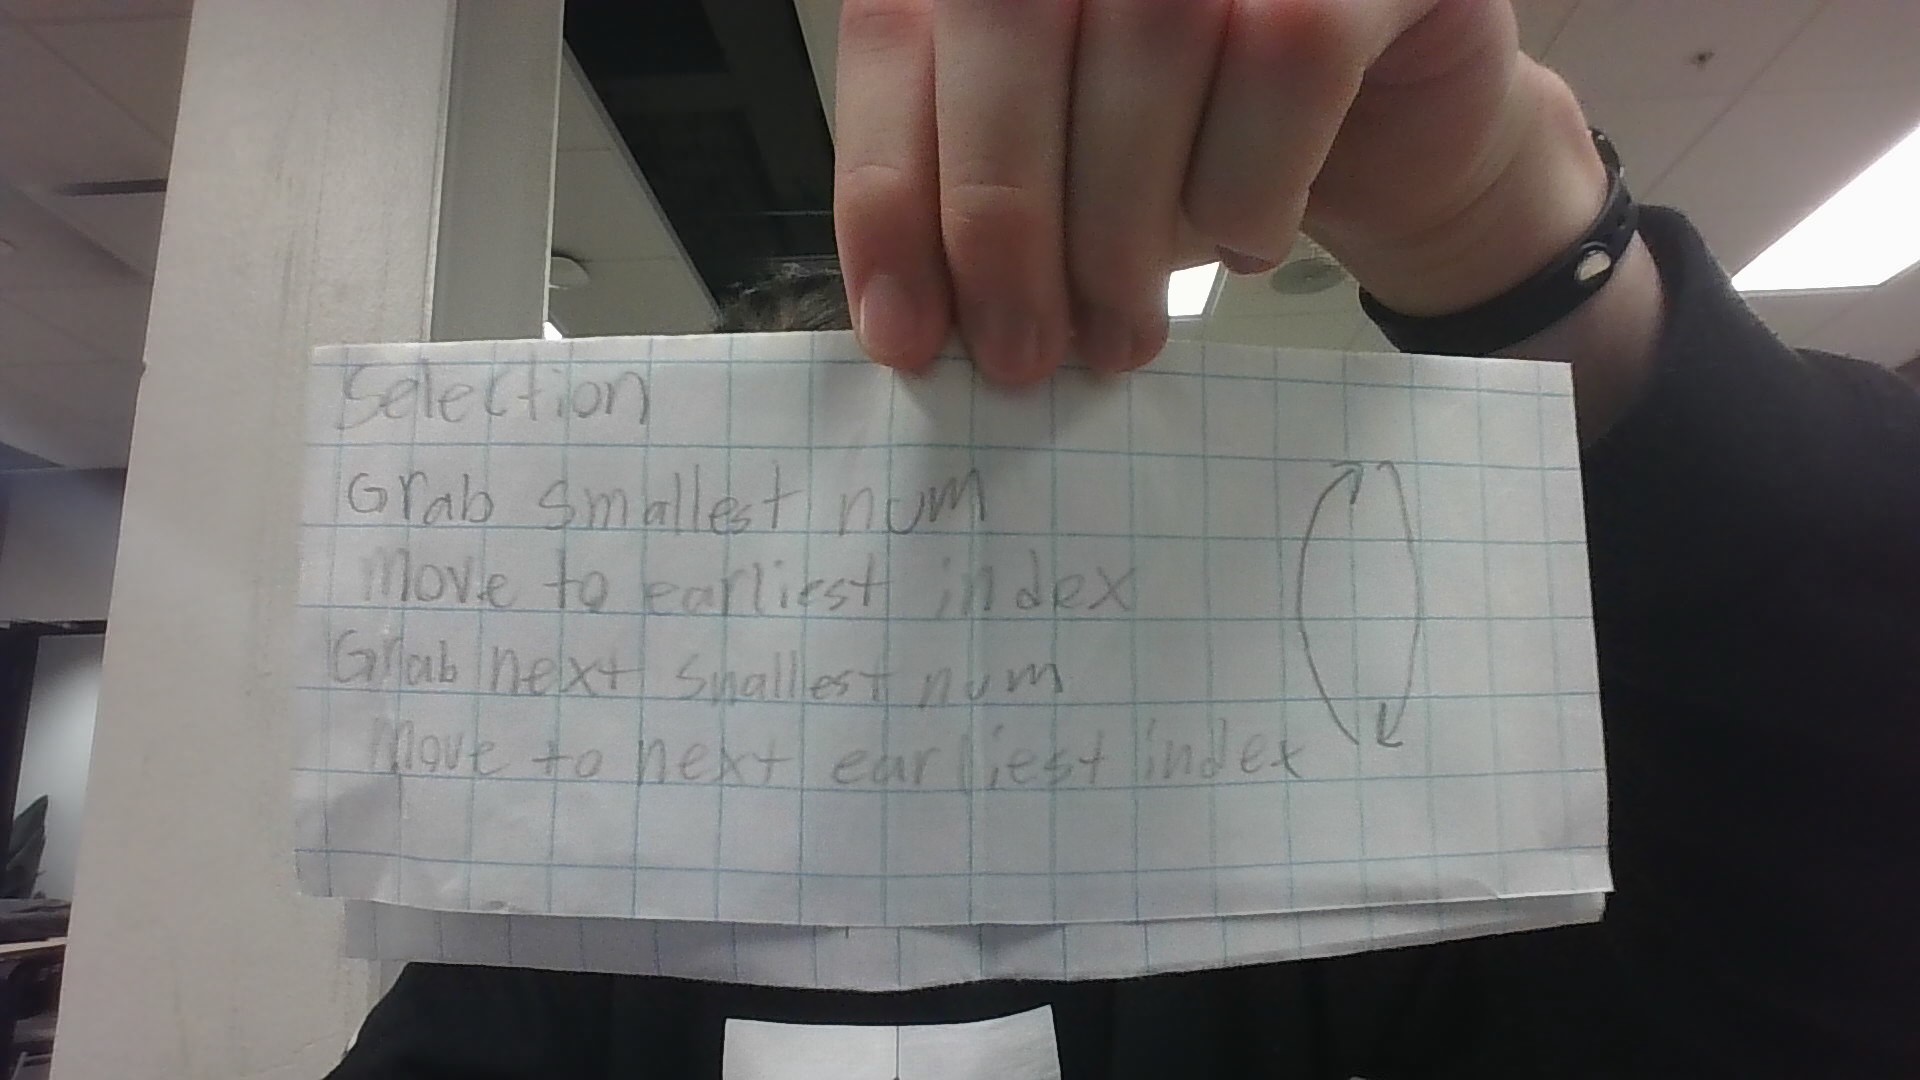 Selection
Grab smallest num
move to earliest index
Grab next smallest num
move to next earliest index